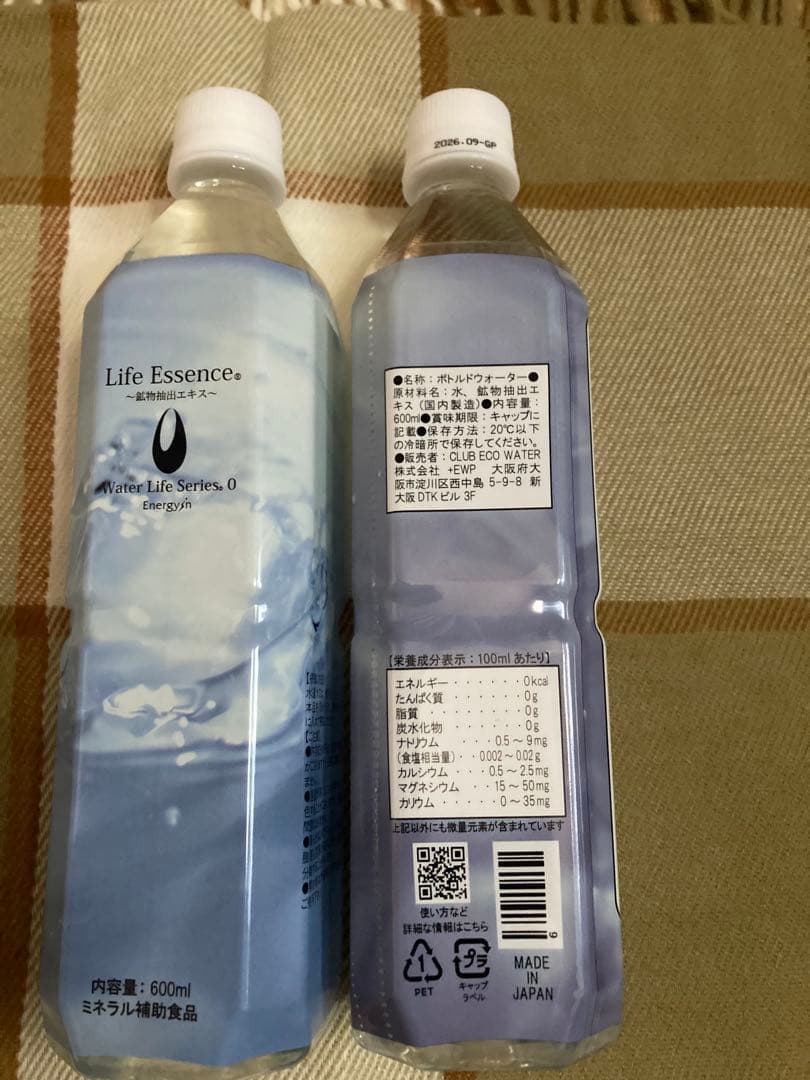 Life Essence®
～鉱物抽出エキス～
Water Life Series® 0
Energysin
内容量：600ml
ミネラル補助食品
2026.09-GP
●名称：ボトルドウォーター●
原材料名：水、鉱物抽出エ
キス（国内製造）●内容量：
600ml●賞味期限：キャップに
記載●保存方法：20℃以下
の冷暗所で保存してください。
●販売者：CLUB ECO WATER
株式会社 +EWP 大阪府大
阪市淀川区西中島 5-9-8 新
大阪 DTK ビル 3F
【栄養成分表示：100ml あたり】
エネルギー・・・・・・0kcal
たんぱく質・・・・・・0g
脂質・・・・・・・・0g
炭水化物・・・・・・0g
ナトリウム・・・・0.5～9mg
（食塩相当量）・・0.002～0.02g
カルシウム・・・0.5～2.5mg
マグネシウム・・15～50mg
カリウム・・・・・0～35mg
上記以外にも微量元素が含まれています
使い方など
詳細な情報はこちら
1
PET
プラ
キャップ
ラベル
9
MADE
IN
JAPAN